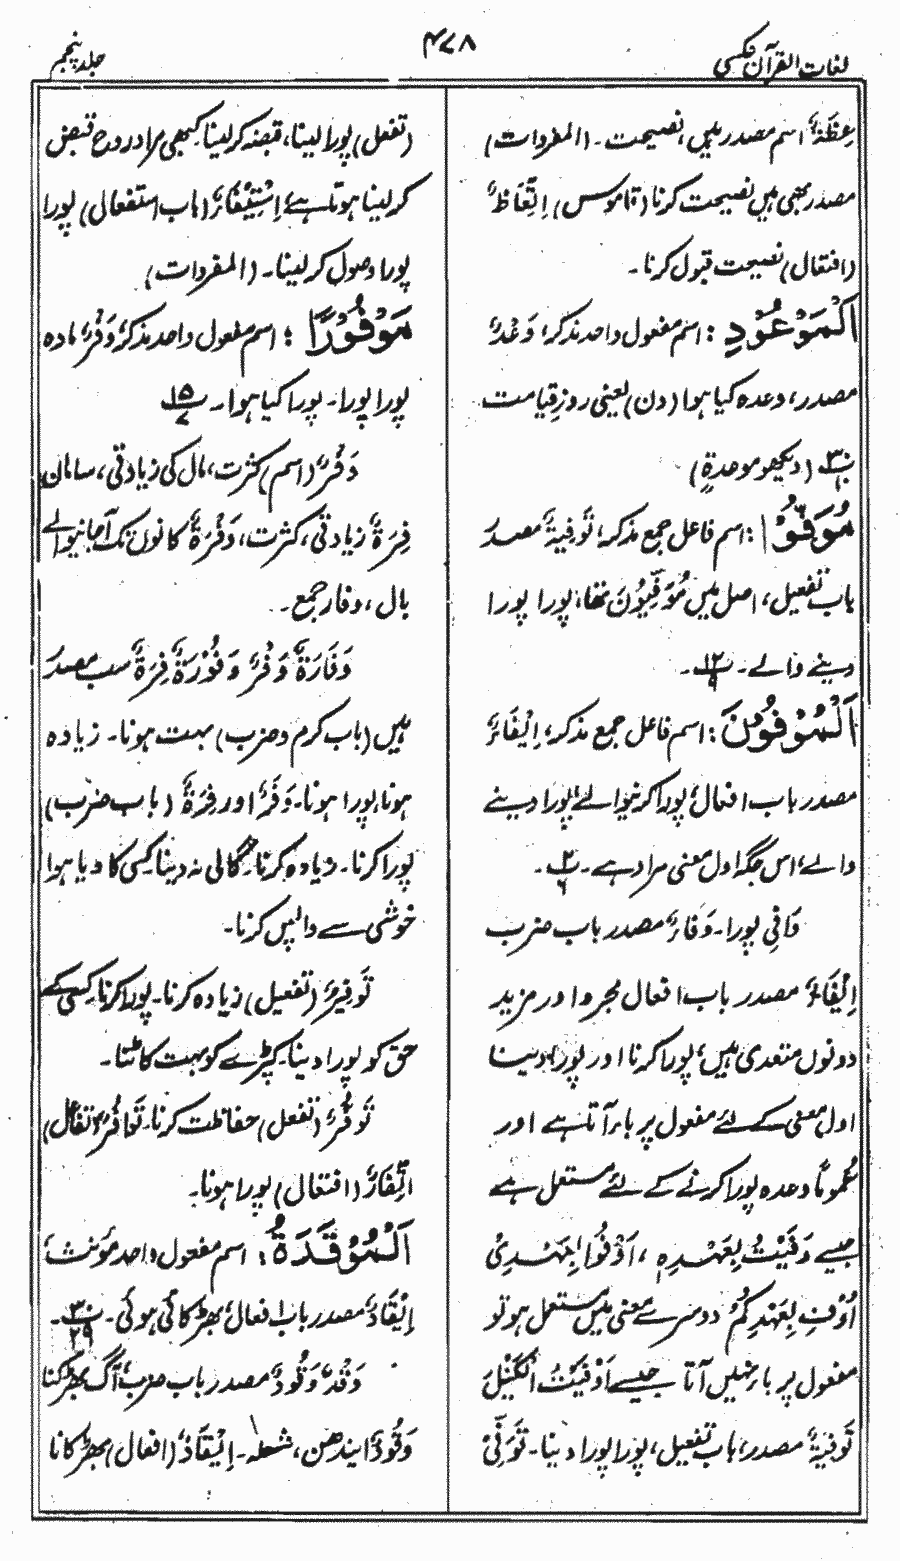 لغات القرآن عکسی
۴۷۸
جلد پنجم
عِظَۃٌ اسم مصدر ہیں، نصیحت۔ (المفردات)
مصدر بھی ہیں نصیحت کرنا (قاموس) اِتِّعَاظٌ
(افتعال) نصیحت قبول کرنا۔
اَلْمَوْعُوْدِ : اسم مفعول واحد مذکر، وَعْدٌ
مصدر، وعدہ کیا ہوا (دن) یعنی روزِ قیامت
۳۰ (دیکھو موعدۃٍ)
مُوَفُّوْ : اسم فاعل جمع مذکر، تَوْفِیَۃٌ مصدر
باب تفعیل، اصل میں مُوَفِّیُوْنَ تھا، پورا پورا
دینے والے۔ ۱۲/۹۔
اَلْمُوْفُوْنَ : اسم فاعل جمع مذکر، اِیْفَاءٌ
مصدر باب افعال، پورا کرنیوالے، پورا دینے
والے، اس جگہ اول معنی مراد ہے۔ ۲/۶۔
وَافِی پورا۔ وَفَاءٌ مصدر باب ضرب
اِیْفَاءٌ مصدر باب افعال مجرد اور مزید
دونوں متعدی ہیں، پورا کرنا اور پورا دینا
اول معنی کے لئے مفعول پر باء آتا ہے اور
عُمُوماً وعدہ پورا کرنے کے لئے مستعمل ہے
جیسے وَفَیْتُ بِعَہْدِہٖ، اَوْفُوْا بِعَہْدِیْ
اُوْفِ بِعَہْدِکُمْ دوسرے معنی میں مستعمل ہو تو
مفعول پر باء نہیں آتا جیسے اَوْفَیْتُ الْکَیْلَ
تَوْفِیَۃٌ مصدر، باب تفعیل، پورا پورا دینا۔ تَوَفِّیْ
(تفعل) پورا لینا، قبضہ کر لینا۔ کبھی مراد روح قبض
کر لینا ہوتا ہے، اِسْتِیْفَاءٌ (باب استفعال) پورا
پورا وصول کر لینا۔ (المفردات)
مَوْفُوْرًا : اسم مفعول واحد مذکر، وَفْرٌ مادہ
پورا پورا۔ پورا کیا ہوا۔ ۱۵/۷
وَفْرٌ (اسم) کثرت، مال کی زیادتی، سامان
فِرَۃٌ زیادتی، کثرت، وَفْرَۃٌ کانوں تک آجانیوالے
بال، وفار جمع۔
وَفَارَۃٌ وَفْرٌ وَفُوْرَۃٌ فِرَۃٌ سب مصدر
ہیں (باب کرم و ضرب) بہت ہونا۔ زیادہ
ہونا، پورا ہونا۔ وَفْرٌ اور فِرَۃٌ (باب ضرب)
پورا کرنا۔ زیادہ کرنا۔ گالی نہ دینا کسی کا دیا ہوا
خوشی سے واپس کرنا۔
تَوْفِیْرٌ (تفعیل) زیادہ کرنا۔ پورا کرنا۔ کسی کے
حق کو پورا دینا۔ کپڑے کو بہت کاٹنا۔
تَوَفُّرٌ (تفعل) حفاظت کرنا۔ تَوَافُرٌ (تفاعل)
اتِّفَارٌ (افتعال) پورا ہونا۔
اَلْمُوْقَدَۃُ : اسم مفعول واحد مؤنث،
اِیْقَادٌ مصدر باب افعال، بھڑکائی ہوئی۔ ۳۰/۲۹۔
وَقْدٌ، وَقُوْدٌ مصدر باب ضرب، آگ بھڑکنا
وَقُوْدٌ ایندھن، شعلہ۔ اِیْقَادٌ (افعال) بھڑکانا